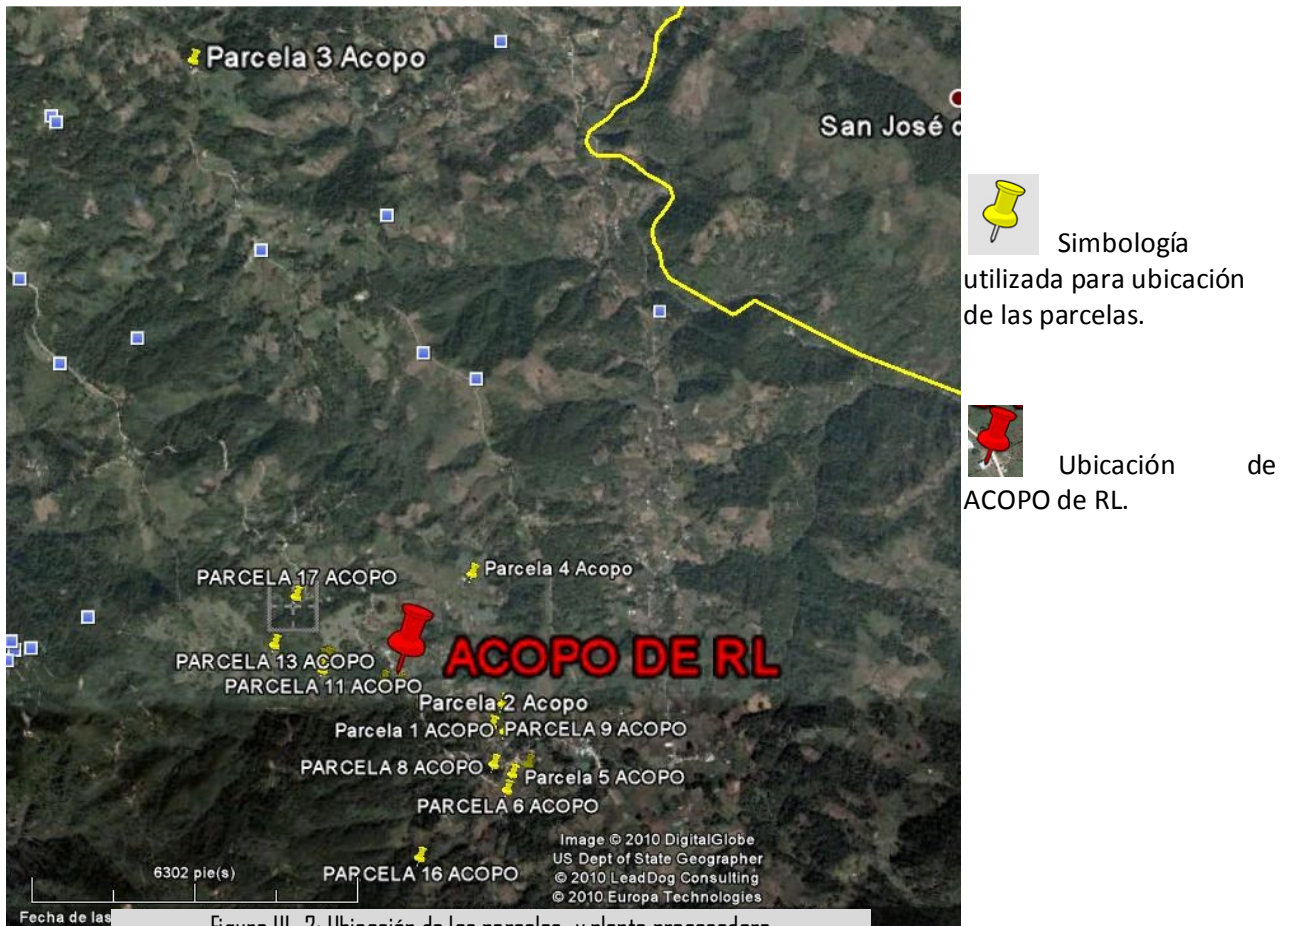 Parcela 3 Acopo
San José d
Simbología
utilizada para ubicación
de las parcelas.
Ubicación de
ACOPO de RL.
Parcela 4 Acopo
PARCELA 17 ACOPO
ACOPO DE RL
PARCELA 13 ACOPO
PARCELA 11 ACOPO
Parcela 2 Acopo
Parcela 1 ACOPO
PARCELA 9 ACOPO
PARCELA 8 ACOPO
Parcela 5 ACOPO
PARCELA 6 ACOPO
Image © 2010 DigitalGlobe
US Dept of State Geographer
© 2010 LeadDog Consulting
© 2010 Europa Technologies
6302 pie(s)
PARCELA 16 ACOPO
Fecha de las
Figura III. 2: Ubicación de las parcelas y planta procesadora